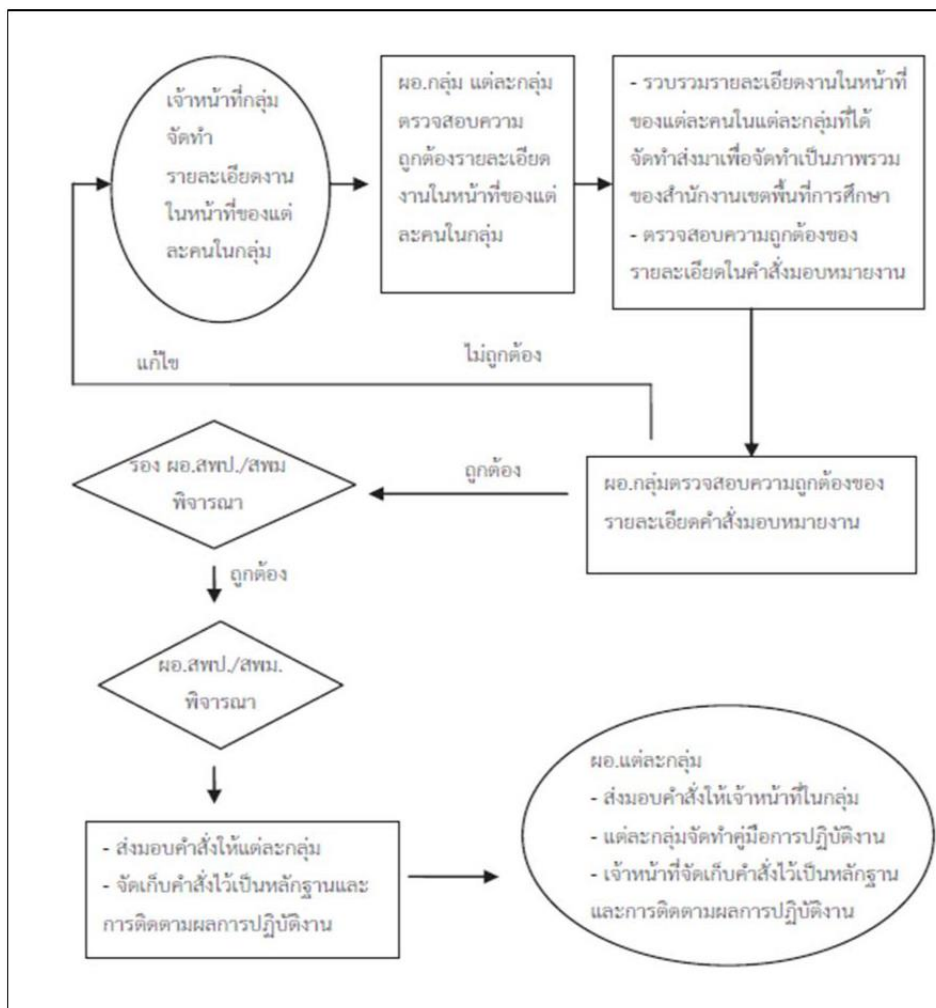 เจ้าหน้าที่กลุ่ม
จัดทำ
รายละเอียดงาน
ในหน้าที่ของแต่
ละคนในกลุ่ม
ผอ.กลุ่ม แต่ละกลุ่ม
ตรวจสอบความ
ถูกต้องรายละเอียด
งานในหน้าที่ของแต่
ละคนในกลุ่ม
- รวบรวมรายละเอียดงานในหน้าที่
ของแต่ละคนในแต่ละกลุ่มที่ได้
จัดทำส่งมาเพื่อจัดทำเป็นภาพรวม
ของสำนักงานเขตพื้นที่การศึกษา
- ตรวจสอบความถูกต้องของ
รายละเอียดในคำสั่งมอบหมายงาน
แก้ไข
ไม่ถูกต้อง
ผอ.กลุ่มตรวจสอบความถูกต้องของ
รายละเอียดคำสั่งมอบหมายงาน
ถูกต้อง
รอง ผอ.สพป./สพม
พิจารณา
ถูกต้อง
ผอ.สพป./สพม.
พิจารณา
- ส่งมอบคำสั่งให้แต่ละกลุ่ม
- จัดเก็บคำสั่งไว้เป็นหลักฐานและ
การติดตามผลการปฏิบัติงาน
ผอ.แต่ละกลุ่ม
- ส่งมอบคำสั่งให้เจ้าหน้าที่ในกลุ่ม
- แต่ละกลุ่มจัดทำคู่มือการปฏิบัติงาน
- เจ้าหน้าที่จัดเก็บคำสั่งไว้เป็นหลักฐาน
และการติดตามผลการปฏิบัติงาน